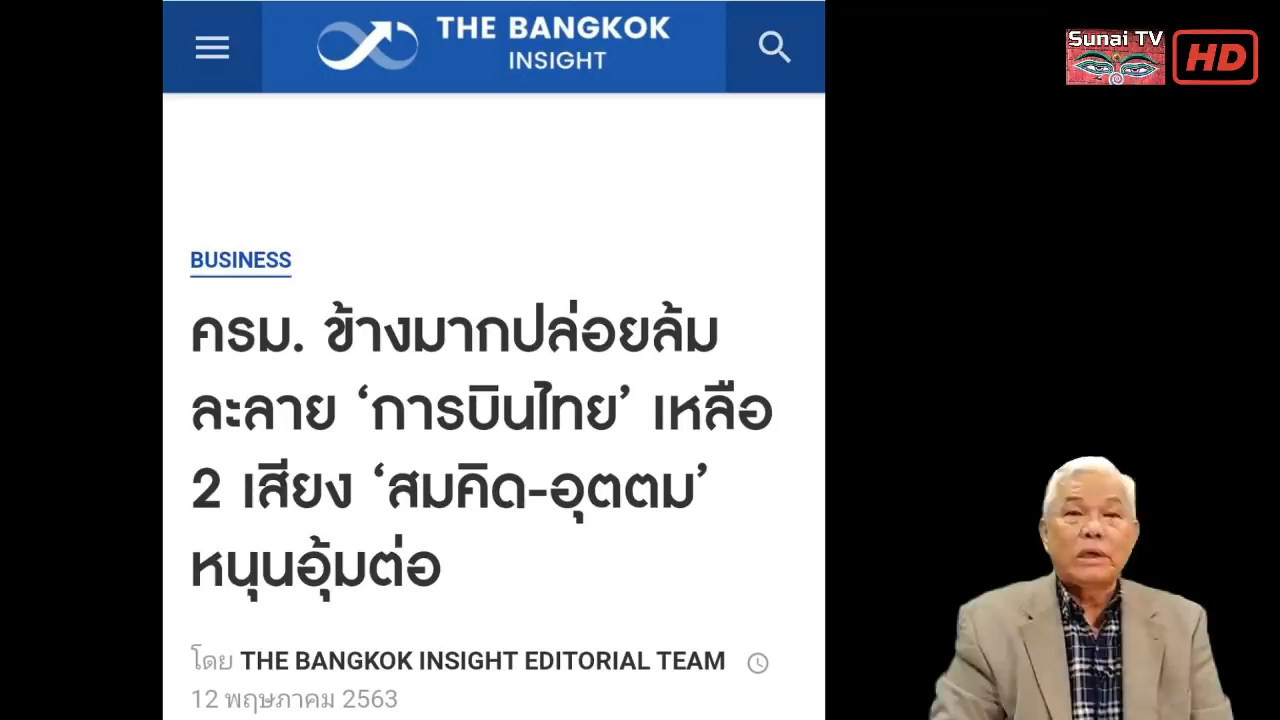 THE BANGKOK
INSIGHT
Sunai TV
HD
BUSINESS
ครม. ข้างมากปล่อยล้ม
ละลาย ‘การบินไทย’ เหลือ
2 เสียง ‘สมคิด-อุตตม’
หนุนอุ้มต่อ
โดย THE BANGKOK INSIGHT EDITORIAL TEAM
12 พฤษภาคม 2563